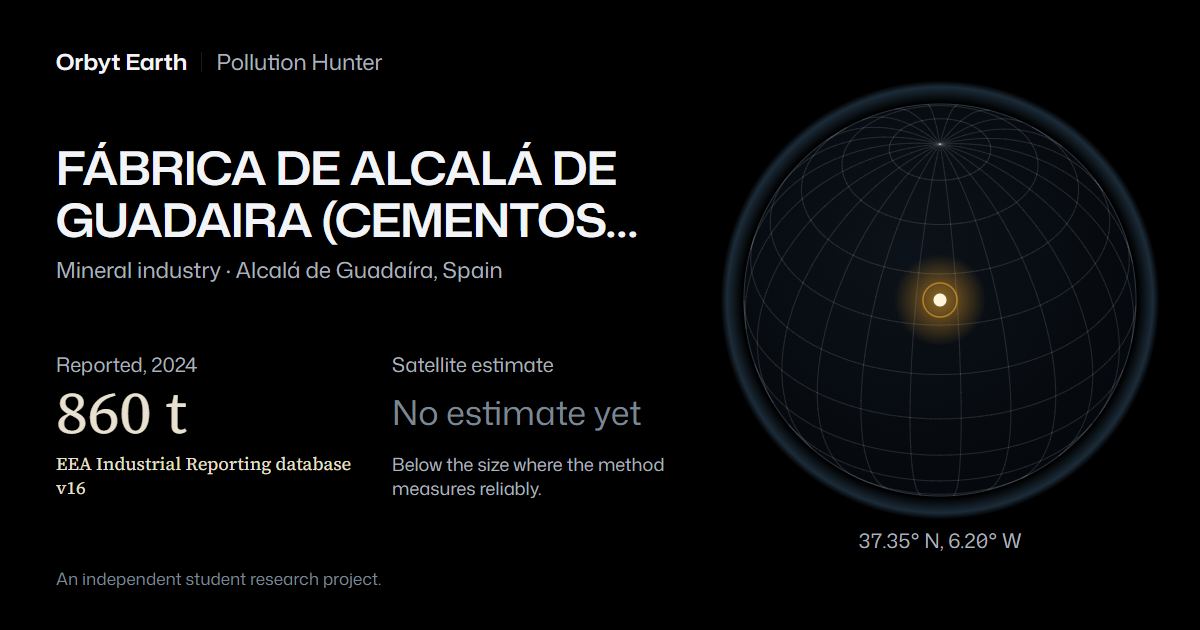 Orbyt Earth | Pollution Hunter
FÁBRICA DE ALCALÁ DE
GUADAIRA (CEMENTOS...
Mineral industry · Alcalá de Guadaíra, Spain
Reported, 2024
860 t
EEA Industrial Reporting database
v16
Satellite estimate
No estimate yet
Below the size where the method
measures reliably.
37.35° N, 6.20° W
An independent student research project.